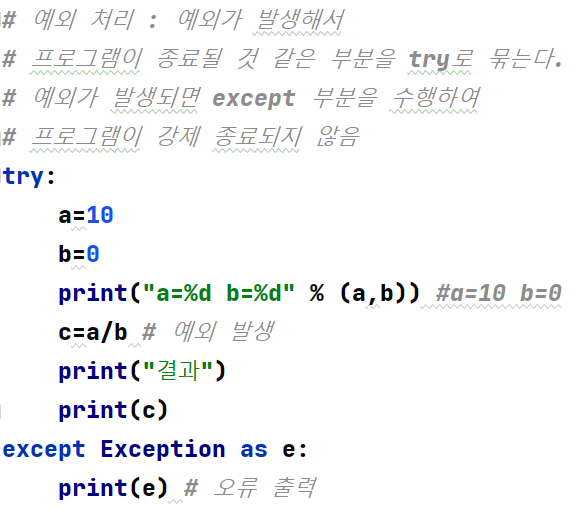 # 예외 처리 : 예외가 발생해서
# 프로그램이 종료될 것 같은 부분을 try로 묶는다.
# 예외가 발생되면 except 부분을 수행하여
# 프로그램이 강제 종료되지 않음
try:
    a=10
    b=0
    print("a=%d b=%d" % (a,b)) #a=10 b=0
    c=a/b # 예외 발생
    print("결과")
    print(c)
except Exception as e:
    print(e) # 오류 출력